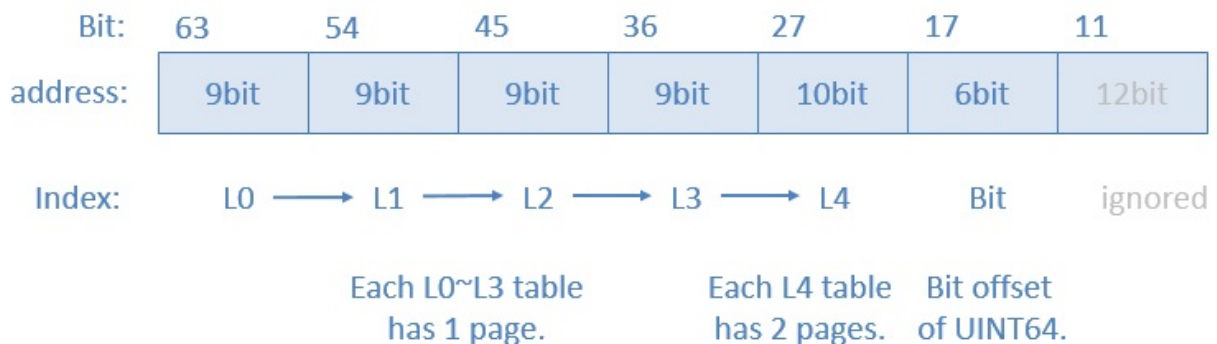 Bit: 63 54 45 36 27 17 11
address: 9bit 9bit 9bit 9bit 10bit 6bit 12bit
Index: L0 L1 L2 L3 L4 Bit ignored
Each L0~L3 table Each L4 table Bit offset
has 1 page. has 2 pages. of UINT64.